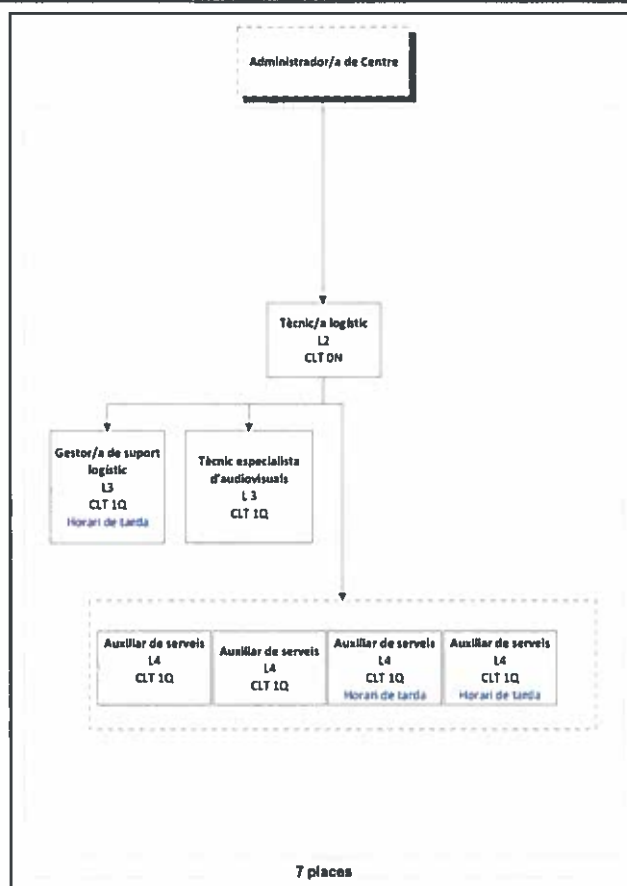 Administrador/a de Centre
Tècnic/a logístic
L2
CLT DN
Gestor/a de suport
logístic
L3
CLT 1Q
Horari de tarda
Tècnic especialista
d'audiovisuals
L 3
CLT 1Q
Auxiliar de serveis
L4
CLT 1Q
Auxiliar de serveis
L4
CLT 1Q
Auxiliar de serveis
L4
CLT 1Q
Horari de tarda
Auxiliar de serveis
L4
CLT 1Q
Horari de tarda
7 places